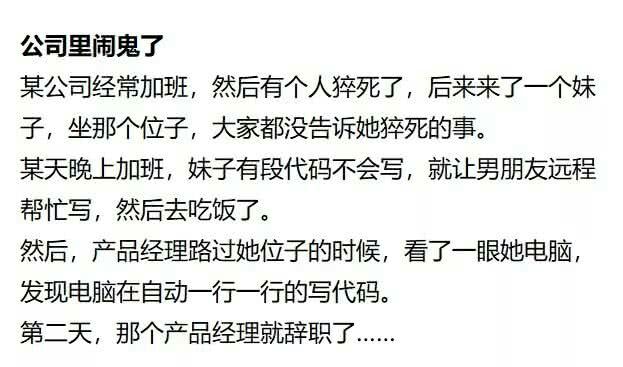 公司里闹鬼了
某公司经常加班，然后有个人猝死了，后来来了一个妹
子，坐那个位子，大家都没告诉她猝死的事。
某天晚上加班，妹子有段代码不会写，就让男朋友远程
帮忙写，然后去吃饭了。
然后，产品经理路过她位子的时候，看了一眼她电脑，
发现电脑在自动一行一行的写代码。
第二天，那个产品经理就辞职了……